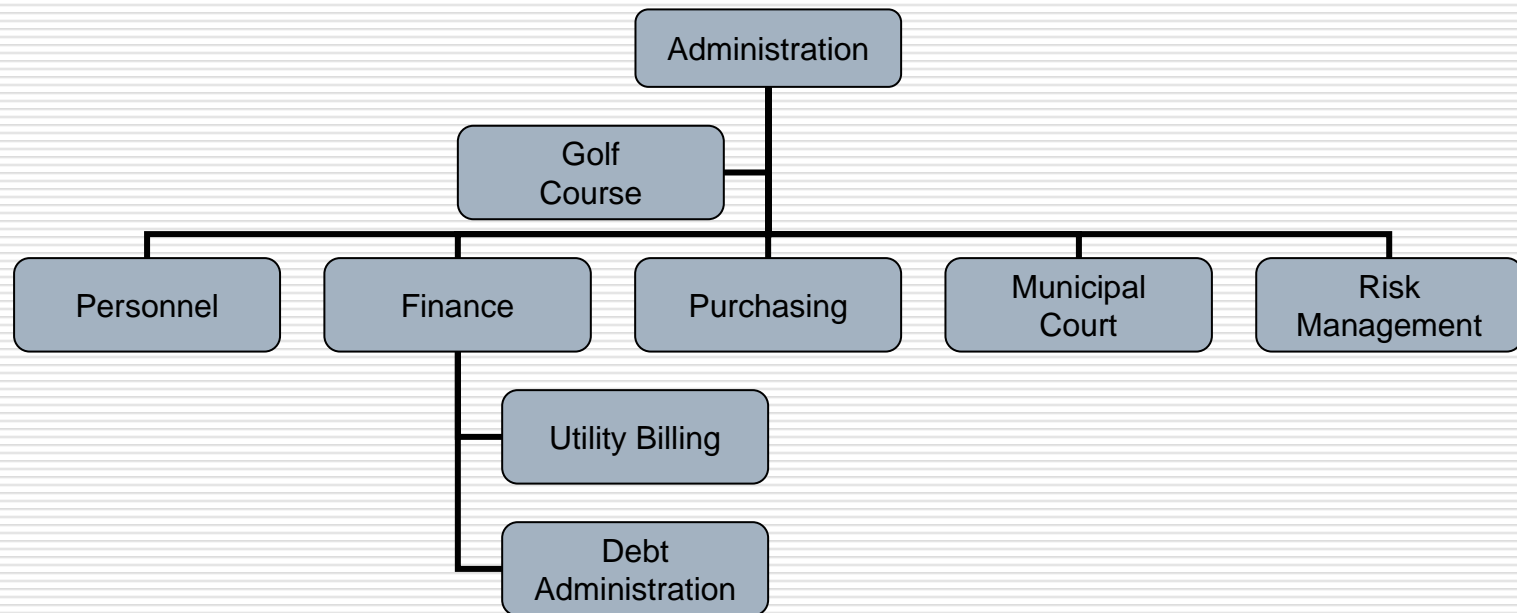 Administration
Golf
Course
Personnel
Finance
Purchasing
Municipal
Court
Risk
Management
Utility Billing
Debt
Administration